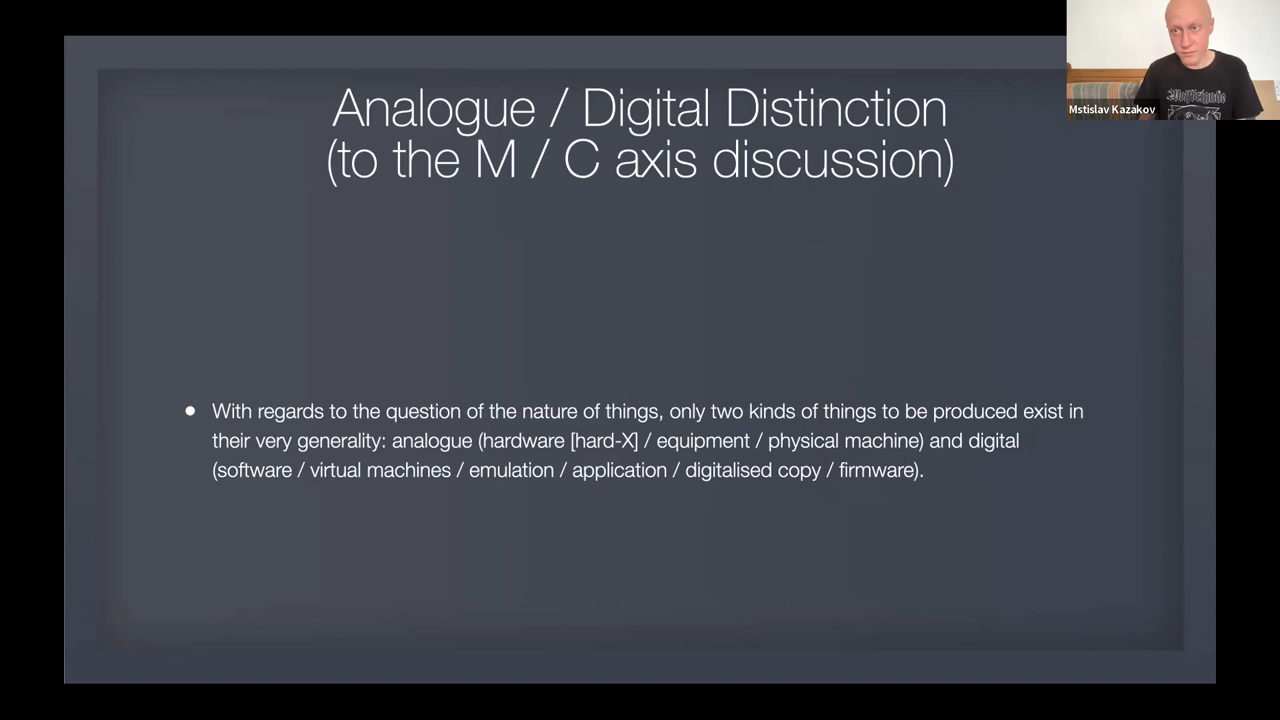 Analogue / Digital Distinction
(to the M / C axis discussion)
Mstislav Kazakov
• With regards to the question of the nature of things, only two kinds of things to be produced exist in
their very generality: analogue (hardware [hard-X] / equipment / physical machine) and digital
(software / virtual machines / emulation / application / digitalised copy / firmware).